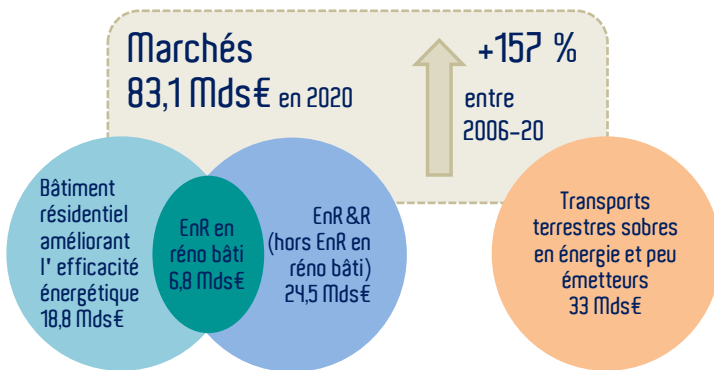 Marchés
83,1 Mds€ en 2020
+157 %
entre
2006-20
Bâtiment
résidentiel
améliorant
l' efficacité
énergétique
18,8 Mds€
EnR en
réno bâti
6,8 Mds€
EnR&R
(hors EnR en
réno bâti)
24,5 Mds€
Transports
terrestres sobres
en énergie et peu
émetteurs
33 Mds€